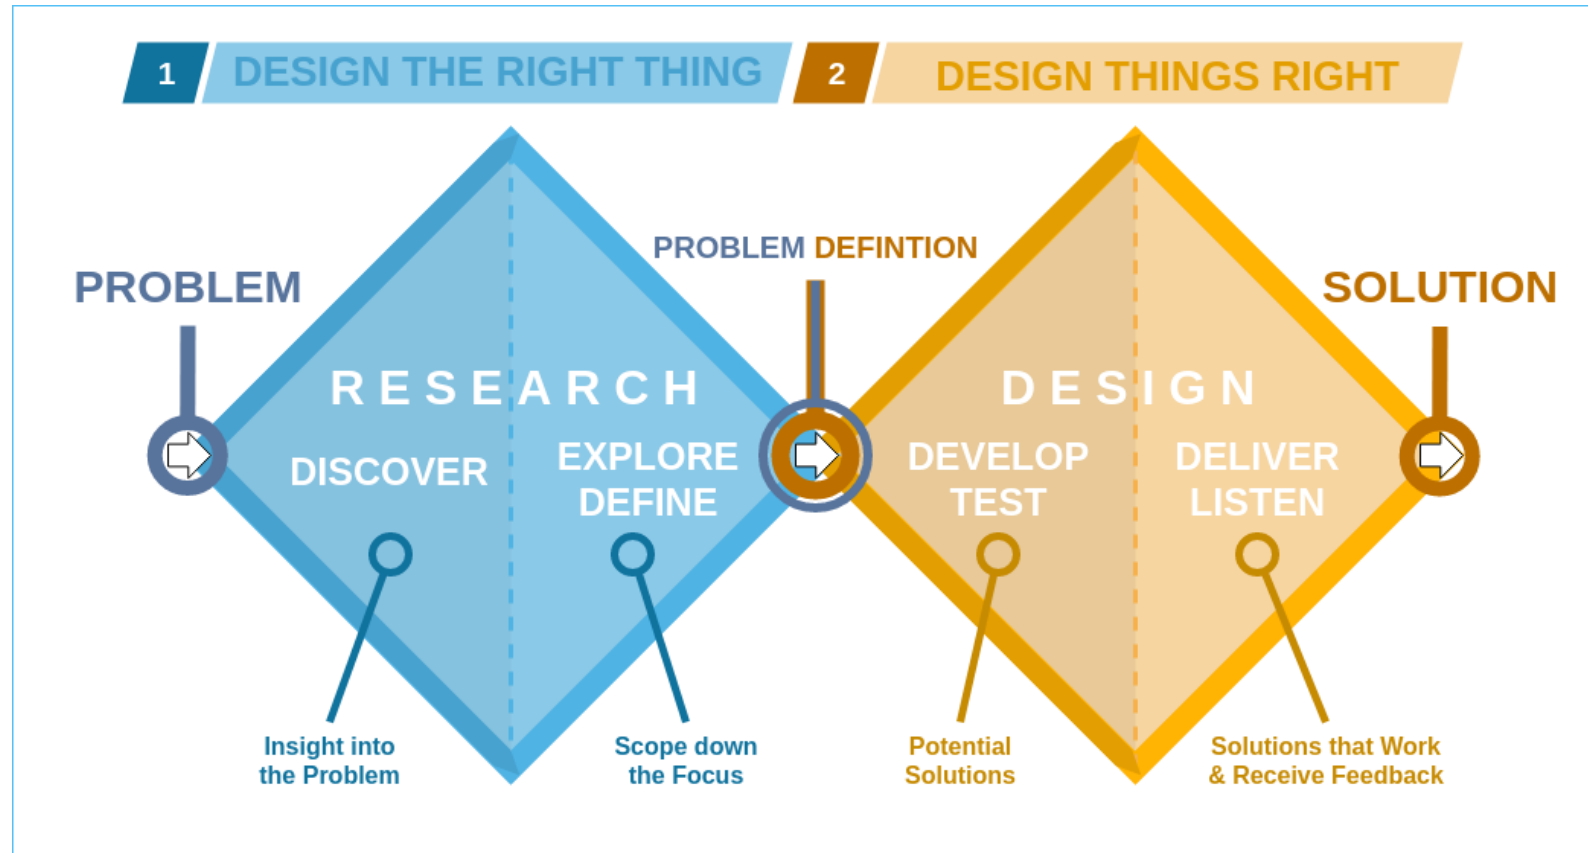 1 DESIGN THE RIGHT THING
2 DESIGN THINGS RIGHT
PROBLEM
PROBLEM DEFINTION
SOLUTION
RESEARCH
DISCOVER
EXPLORE
DEFINE
DESIGN
DEVELOP
TEST
DELIVER
LISTEN
Insight into
the Problem
Scope down
the Focus
Potential
Solutions
Solutions that Work
& Receive Feedback